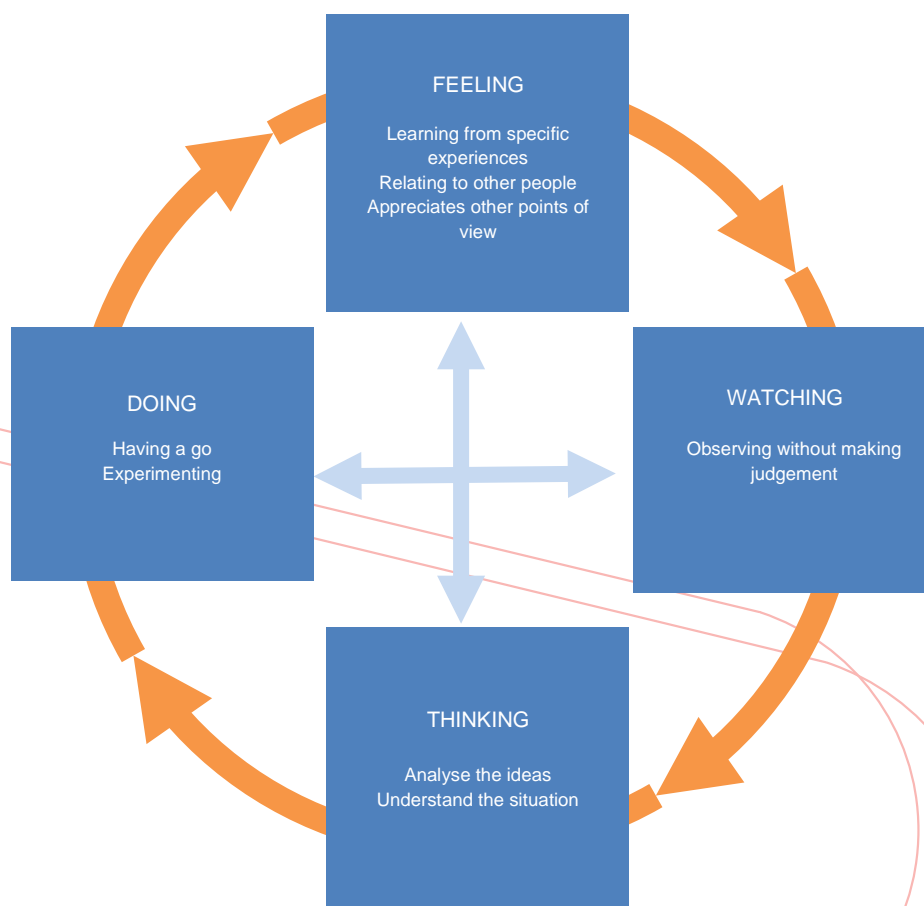 FEELING
Learning from specific
experiences
Relating to other people
Appreciates other points of
view
DOING
Having a go
Experimenting
WATCHING
Observing without making
judgement
THINKING
Analyse the ideas
Understand the situation